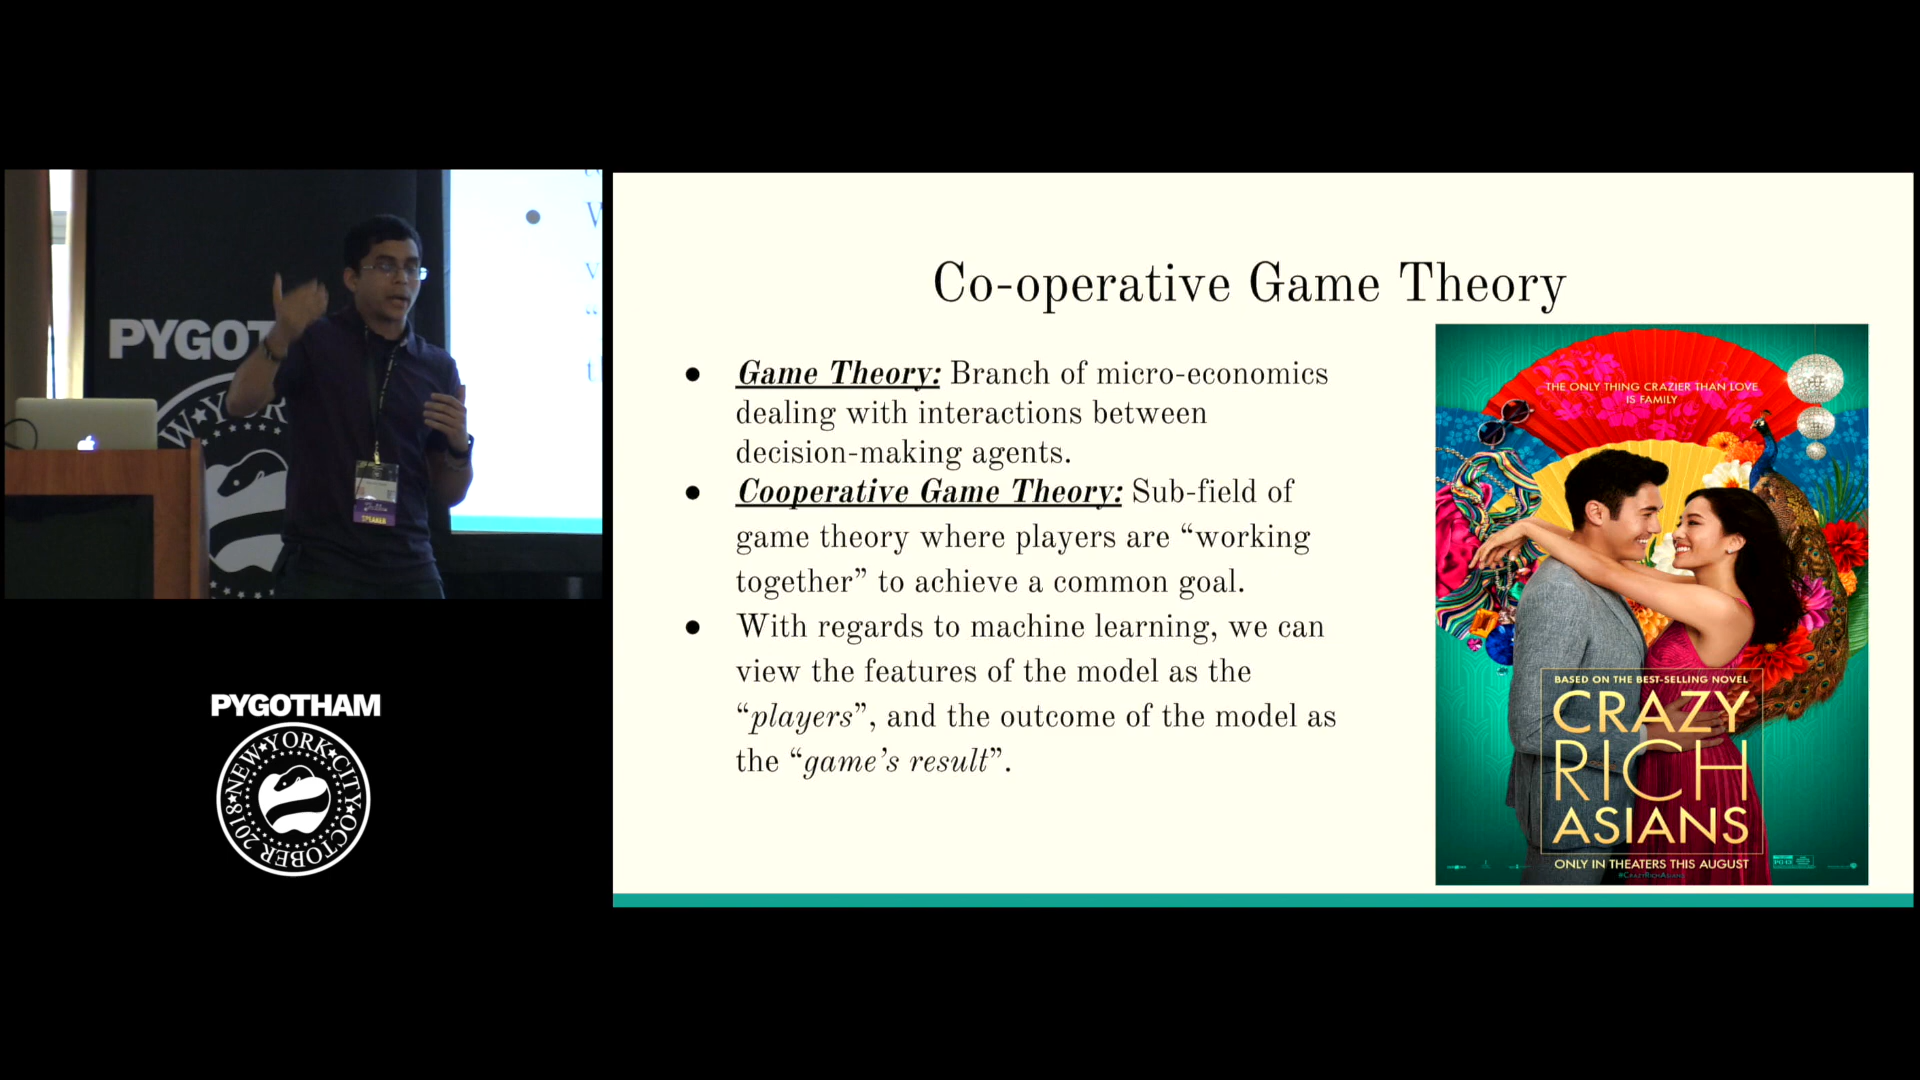 PYGOT
W★YOR
SPEAKER
PYGOTHAM
NEW★YORK★CITY★OCTOBER 2018★
Co-operative Game Theory
● Game Theory: Branch of micro-economics
dealing with interactions between
decision-making agents.
● Cooperative Game Theory: Sub-field of
game theory where players are “working
together” to achieve a common goal.
● With regards to machine learning, we can
view the features of the model as the
“players”, and the outcome of the model as
the “game’s result”.
THE ONLY THING CRAZIER THAN LOVE
IS FAMILY
BASED ON THE BEST-SELLING NOVEL
CRAZY
RICH
ASIANS
ONLY IN THEATERS THIS AUGUST
#CrazyRichAsians